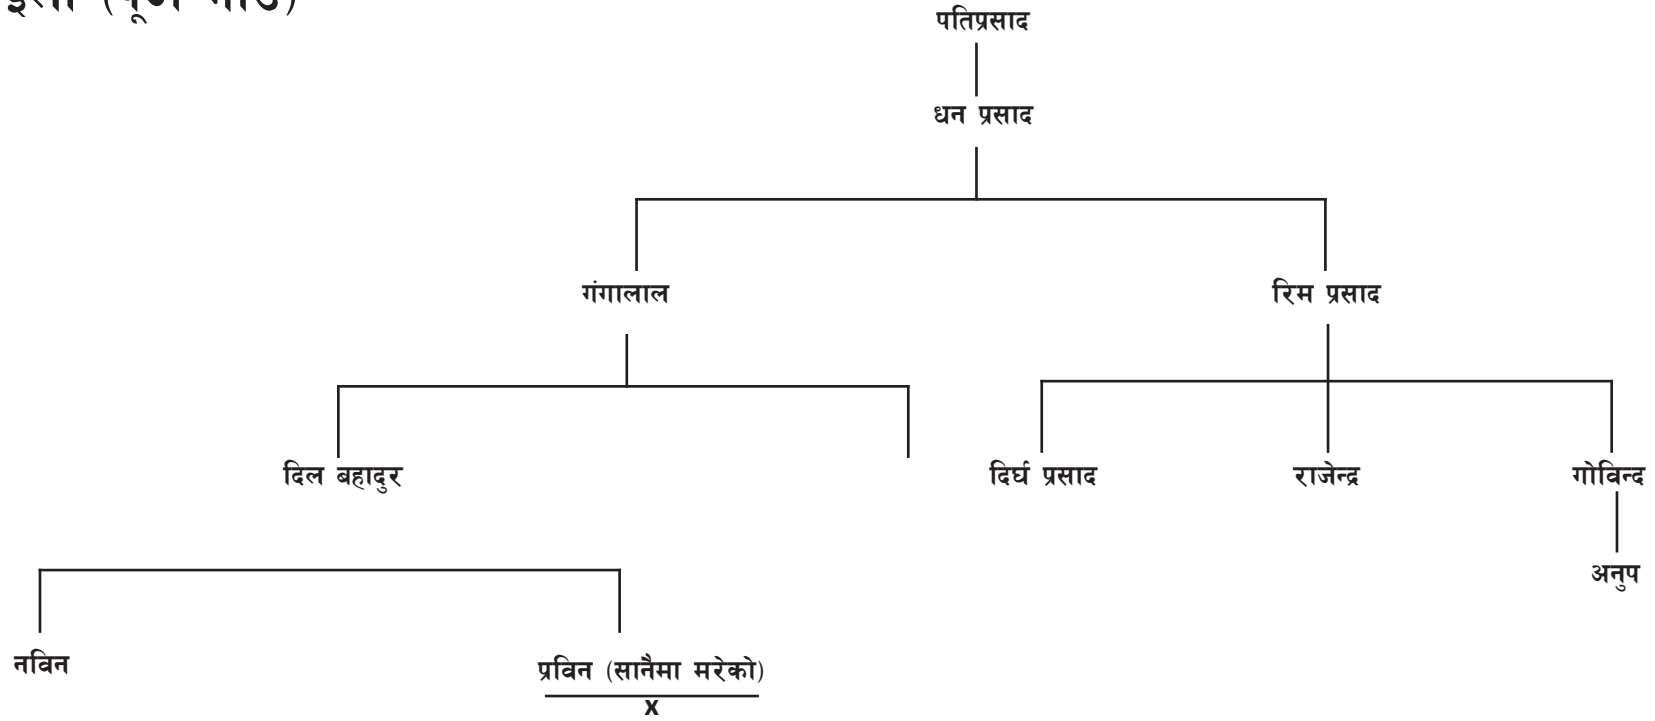 पतिप्रसाद
धन प्रसाद
गंगालाल रिम प्रसाद
दिल बहादुर दिर्घ प्रसाद राजेन्द्र गोविन्द
अनुप
नविन प्रविन (सानैमा मरेको)
X